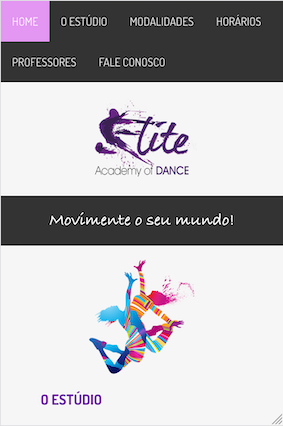 HOME O ESTÚDIO MODALIDADES HORÁRIOS
PROFESSORES FALE CONOSCO
Elite
Academy of DANCE
Movimente o seu mundo!
O ESTÚDIO